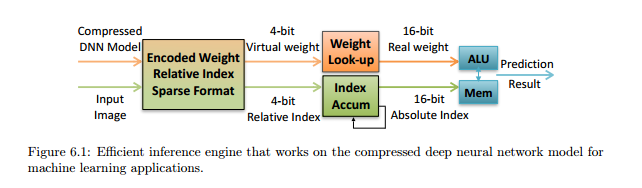 Compressed
DNN Model
Input
Image
Encoded Weight
Relative Index
Sparse Format
4-bit
Virtual weight
4-bit
Relative Index
Weight
Look-up
Index
Accum
16-bit
Real weight
16-bit
Absolute Index
ALU
Mem
Prediction
Result
Figure 6.1: Efficient inference engine that works on the compressed deep neural network model for
machine learning applications.